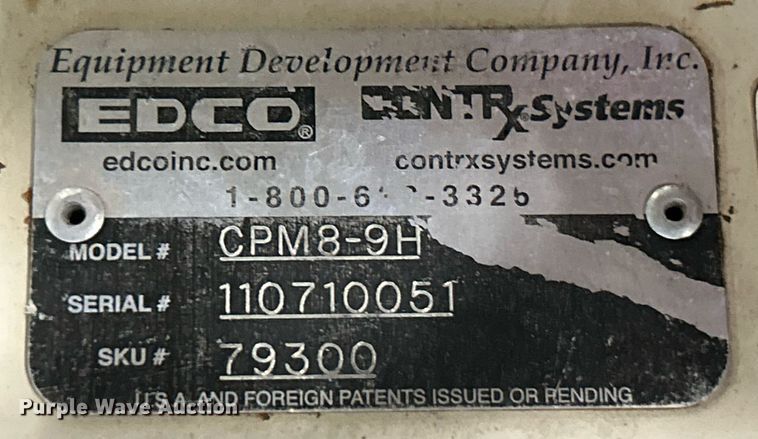 Equipment Development Company, Inc.
EDCO® CONTRx Systems
edcoinc.com contrxsystems.com
MODEL # CPM8-9H
SERIAL # 110710051
SKU # 79300
U.S.A. AND FOREIGN PATENTS ISSUED OR PENDING
Purple Wave Auction